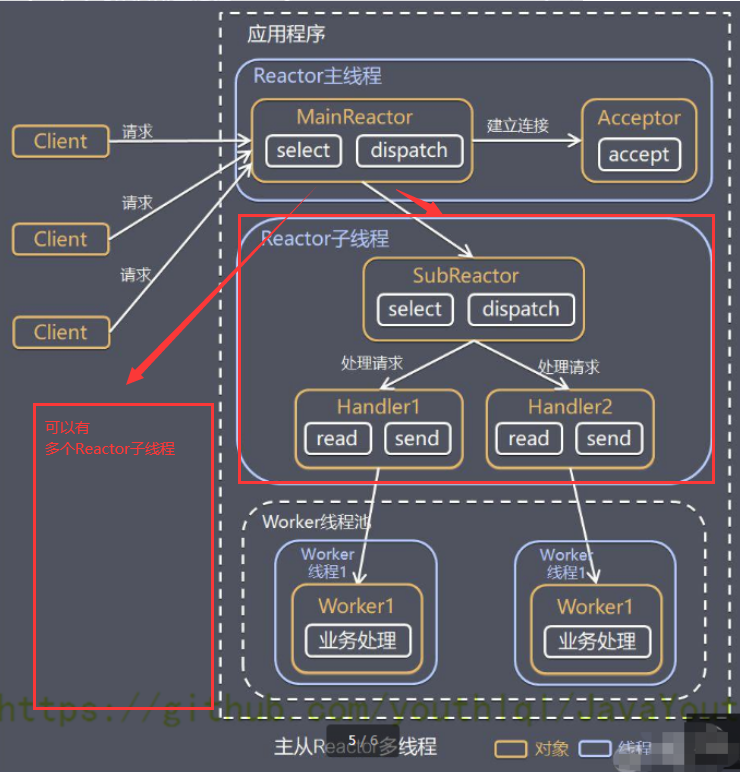 应用程序
Reactor主线程
MainReactor
select
dispatch
建立连接
Acceptor
accept
Client
请求
Client
请求
Client
请求
Reactor子线程
SubReactor
select
dispatch
处理请求
处理请求
Handler1
read
send
Handler2
read
send
可以有
多个Reactor子线程
Worker线程池
Worker
线程1
Worker1
业务处理
Worker
线程1
Worker1
业务处理
https://github.com/youthlql/JavaYout
主从Reactor多线程
5 / 6
对象
线程